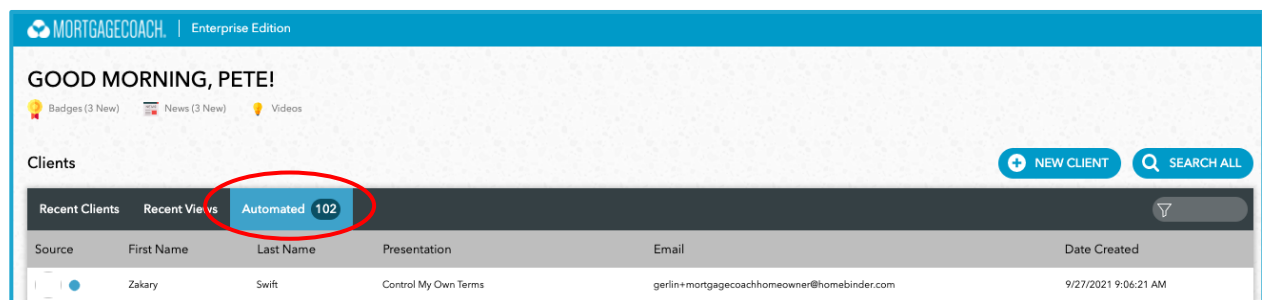 MORTGAGECOACH. | Enterprise Edition
GOOD MORNING, PETE!
Badges (3 New) News (3 New) Videos
Clients
NEW CLIENT SEARCH ALL
Recent Clients Recent Views Automated 102
Source First Name Last Name Presentation Email Date Created
Zakary Swift Control My Own Terms gerlin+mortgagecoachhomeowner@homebinder.com 9/27/2021 9:06:21 AM